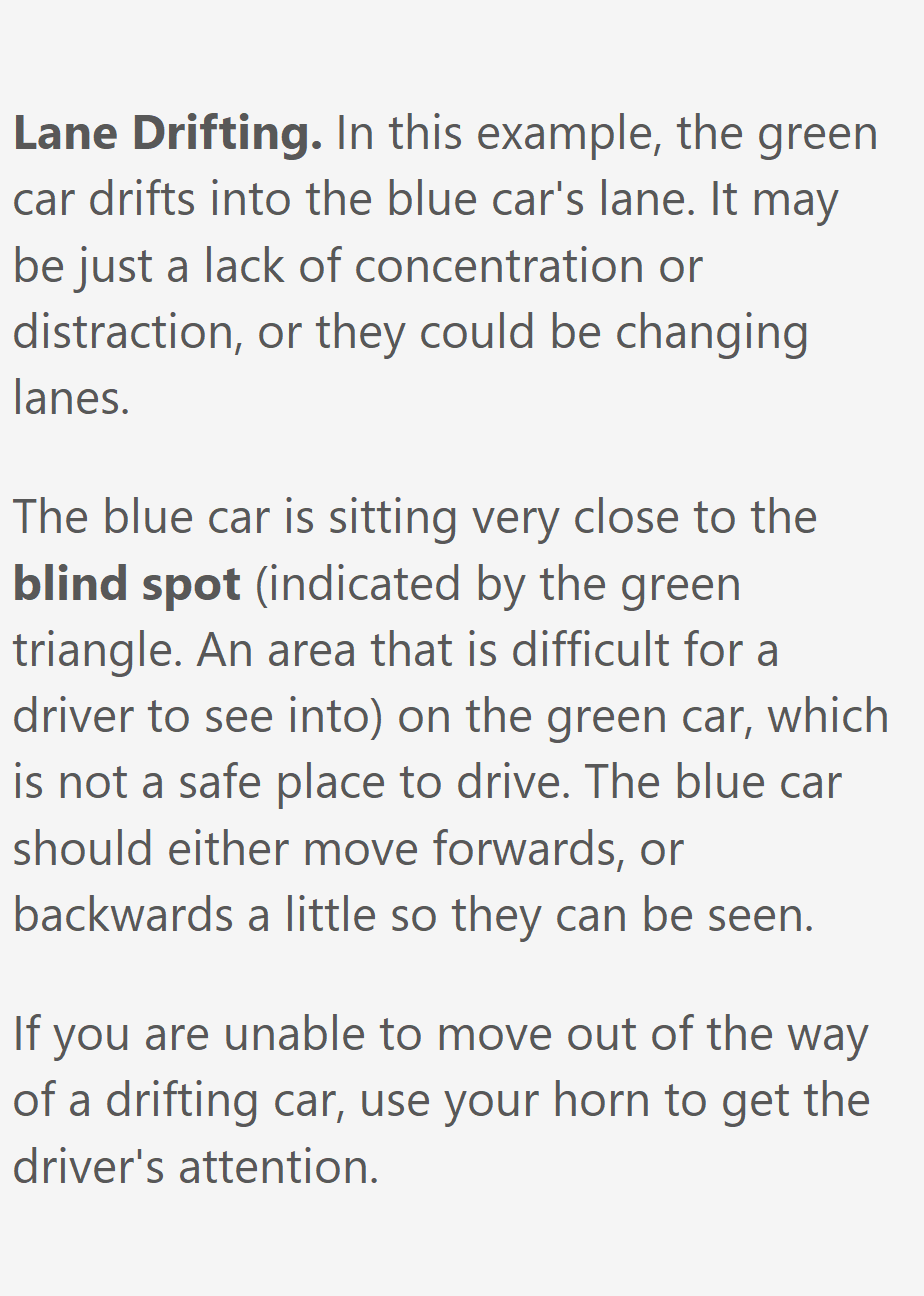 Lane Drifting. In this example, the green
car drifts into the blue car's lane. It may
be just a lack of concentration or
distraction, or they could be changing
lanes.
The blue car is sitting very close to the
blind spot (indicated by the green
triangle. An area that is difficult for a
driver to see into) on the green car, which
is not a safe place to drive. The blue car
should either move forwards, or
backwards a little so they can be seen.
If you are unable to move out of the way
of a drifting car, use your horn to get the
driver's attention.